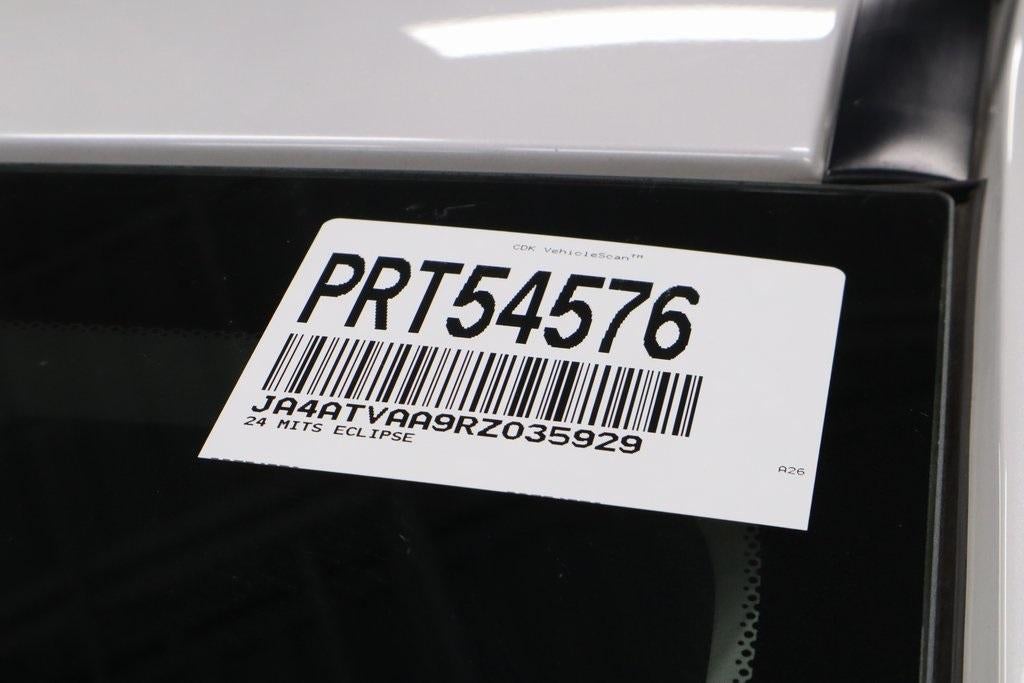 CDK VehicleScan™
PRT54576
JA4ATVAA9RZ035929
24 MITS ECLIPSE
A26